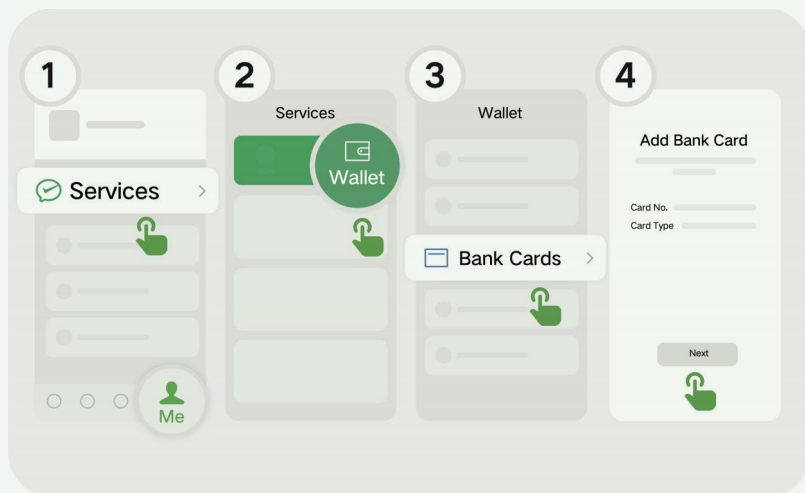 1
Services
Me
2
Services
Wallet
3
Wallet
Bank Cards
4
Add Bank Card
Card No.
Card Type
Next